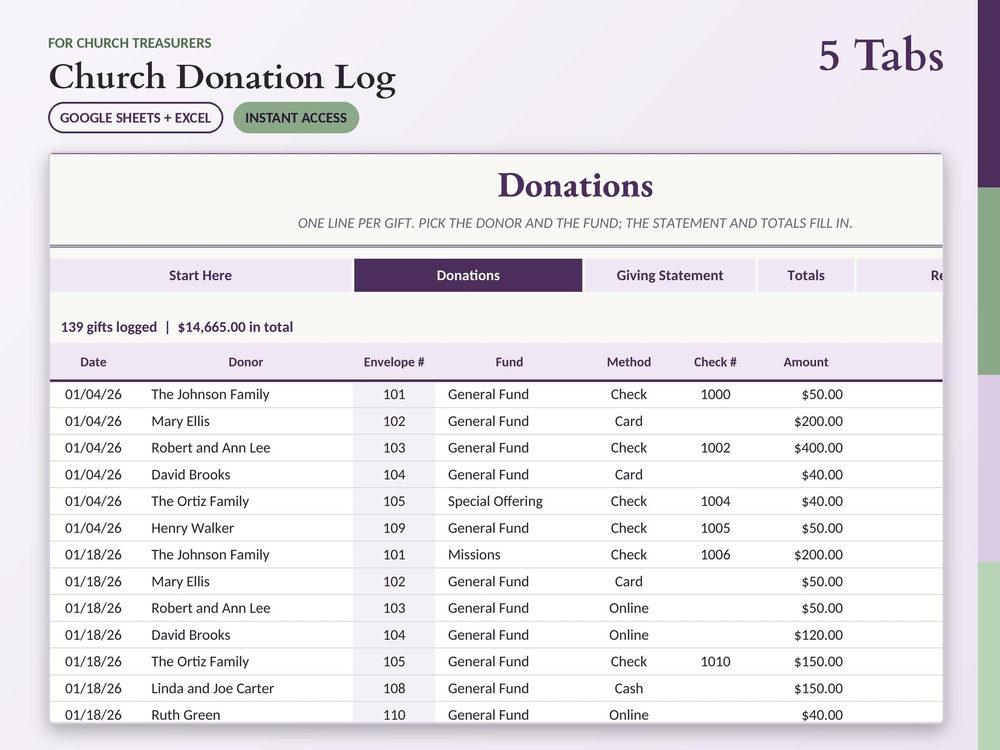 FOR CHURCH TREASURERS
Church Donation Log
5 Tabs
GOOGLE SHEETS + EXCEL INSTANT ACCESS
Donations
ONE LINE PER GIFT. PICK THE DONOR AND THE FUND; THE STATEMENT AND TOTALS FILL IN.
Start Here Donations Giving Statement Totals
139 gifts logged | $14,665.00 in total
Date Donor Envelope # Fund Method Check # Amount
01/04/26 The Johnson Family 101 General Fund Check 1000 $50.00
01/04/26 Mary Ellis 102 General Fund Card $200.00
01/04/26 Robert and Ann Lee 103 General Fund Check 1002 $400.00
01/04/26 David Brooks 104 General Fund Card $40.00
01/04/26 The Ortiz Family 105 Special Offering Check 1004 $40.00
01/04/26 Henry Walker 109 General Fund Check 1005 $50.00
01/18/26 The Johnson Family 101 Missions Check 1006 $200.00
01/18/26 Mary Ellis 102 General Fund Card $50.00
01/18/26 Robert and Ann Lee 103 General Fund Online $50.00
01/18/26 David Brooks 104 General Fund Online $120.00
01/18/26 The Ortiz Family 105 General Fund Check 1010 $150.00
01/18/26 Linda and Joe Carter 108 General Fund Cash $150.00
01/18/26 Ruth Green 110 General Fund Online $40.00